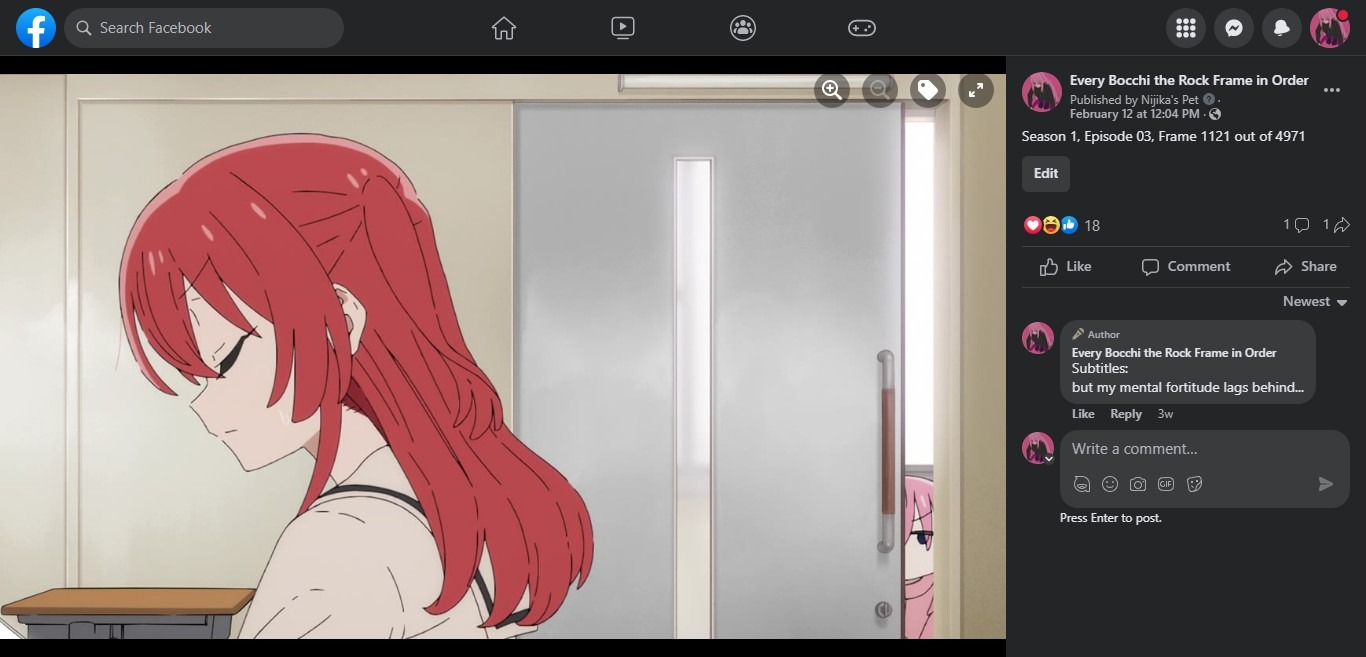 Search Facebook
Every Bocchi the Rock Frame in Order
Published by Nijika's Pet ·
February 12 at 12:04 PM ·
Season 1, Episode 03, Frame 1121 out of 4971
Edit
18
1
1
Like
Comment
Share
Newest
Author
Every Bocchi the Rock Frame in Order
Subtitles:
but my mental fortitude lags behind...
Like Reply 3w
Write a comment...
GIF
Press Enter to post.